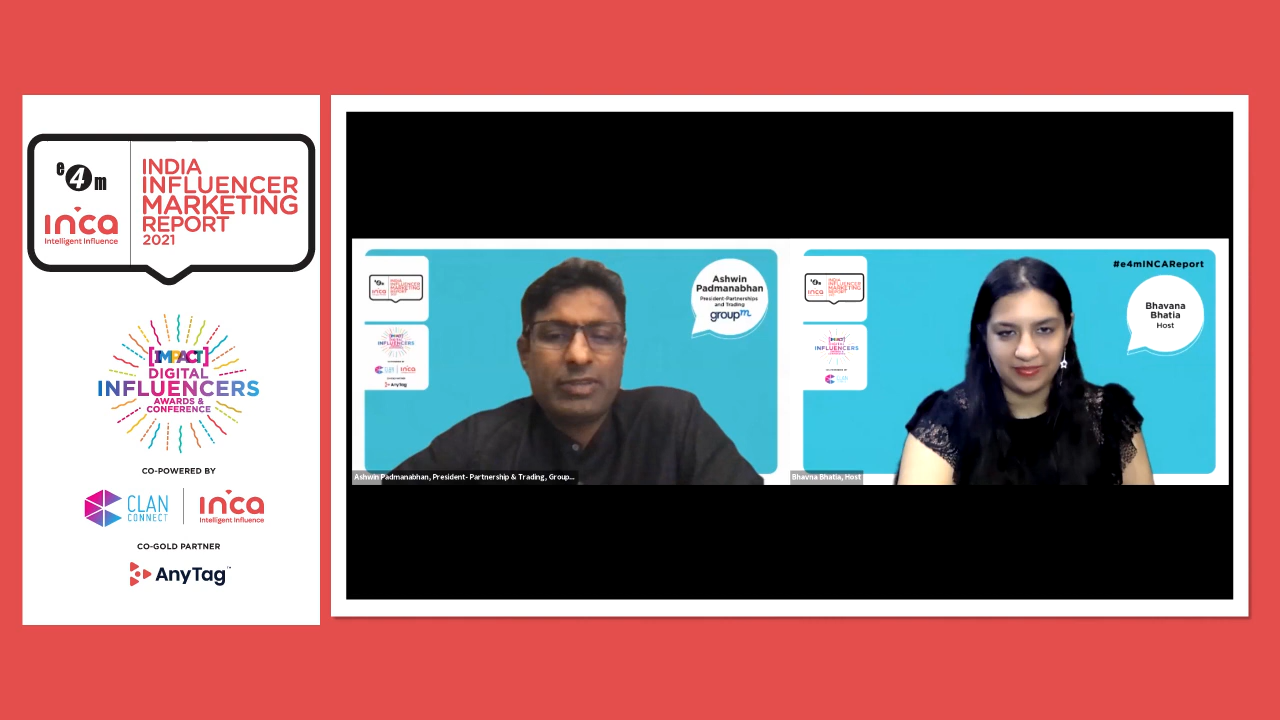 e4m
inca
Intelligent Influence
INDIA
INFLUENCER
MARKETING
REPORT
2021
[IMPACT]
DIGITAL
INFLUENCERS
AWARDS &
CONFERENCE
CO-POWERED BY
CLAN
CONNECT
inca
Intelligent Influence
CO-GOLD PARTNER
AnyTag™
Ashwin
Padmanabhan
President-Partnerships
and Trading
groupm
Ashwin Padmanabhan, President- Partnership & Trading, Group...
#e4mINCAReport
Bhavana
Bhatia
Host
Bhavna Bhatia, Host